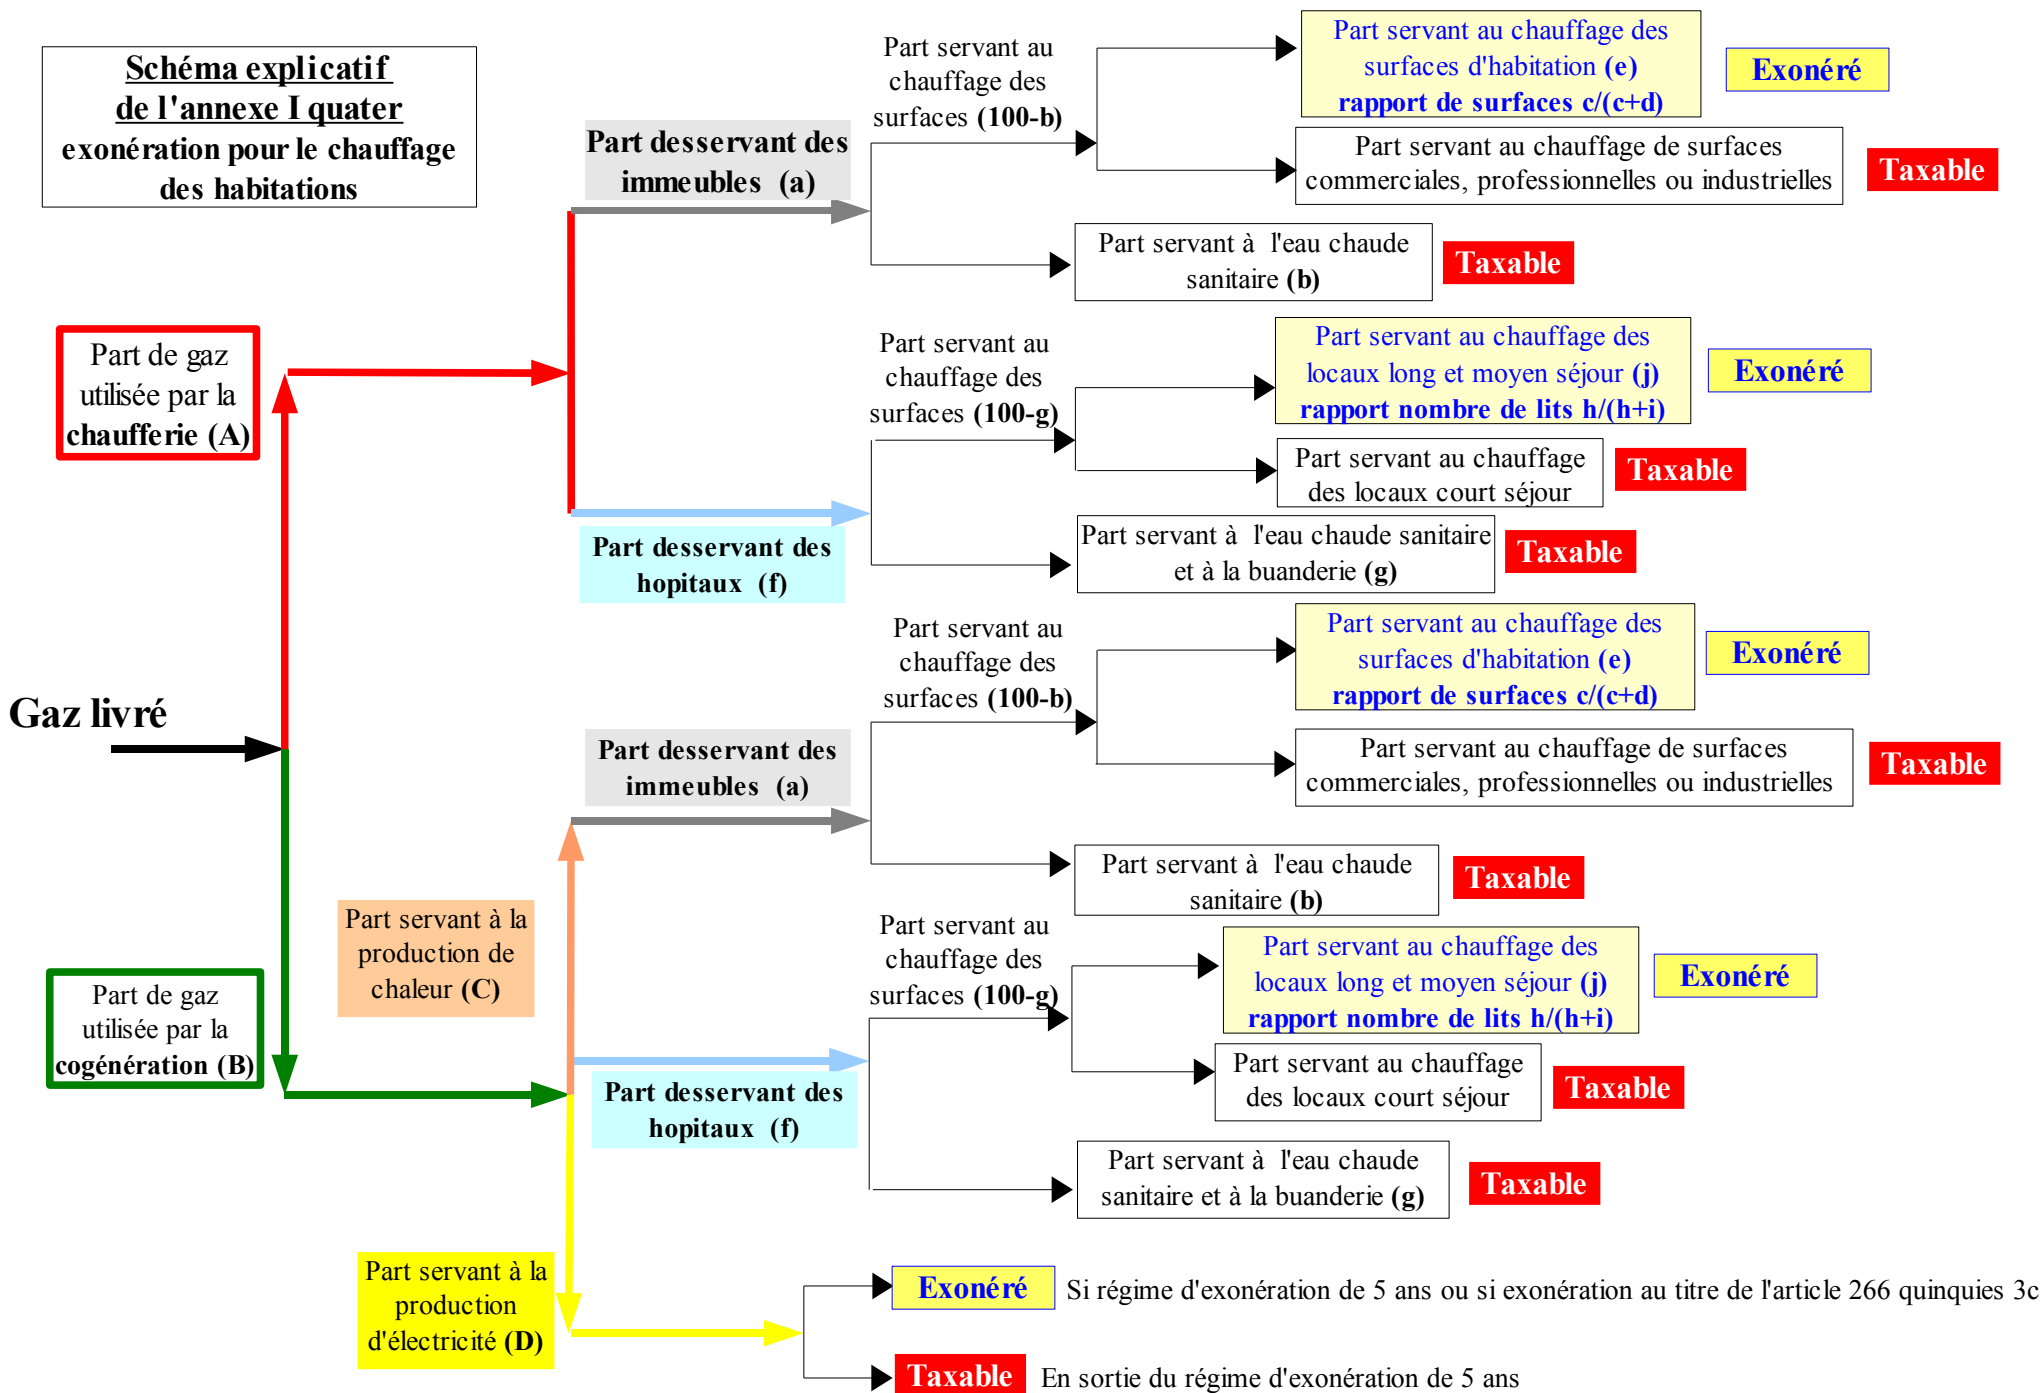 Schéma explicatif
de l'annexe I quater
exonération pour le chauffage
des habitations
Part servant au
chauffage des
surfaces (100-b)
Part servant au chauffage des
surfaces d'habitation (e)
rapport de surfaces c/(c+d)
Exonéré
Part desservant des
immeubles (a)
Part servant au chauffage de surfaces
commerciales, professionnelles ou industrielles
Taxable
Part servant à l'eau chaude
sanitaire (b)
Taxable
Part de gaz
utilisée par la
chaufferie (A)
Part servant au
chauffage des
surfaces (100-g)
Part servant au chauffage des
locaux long et moyen séjour (j)
rapport nombre de lits h/(h+i)
Exonéré
Part servant au chauffage
des locaux court séjour
Taxable
Part desservant des
hopitaux (f)
Part servant à l'eau chaude sanitaire
et à la buanderie (g)
Taxable
Gaz livré
Part servant au
chauffage des
surfaces (100-b)
Part servant au chauffage des
surfaces d'habitation (e)
rapport de surfaces c/(c+d)
Exonéré
Part desservant des
immeubles (a)
Part servant au chauffage de surfaces
commerciales, professionnelles ou industrielles
Taxable
Part servant à l'eau chaude
sanitaire (b)
Taxable
Part servant à la
production de
chaleur (C)
Part de gaz
utilisée par la
cogénération (B)
Part servant au
chauffage des
surfaces (100-g)
Part servant au chauffage des
locaux long et moyen séjour (j)
rapport nombre de lits h/(h+i)
Exonéré
Part servant au chauffage
des locaux court séjour
Taxable
Part desservant des
hopitaux (f)
Part servant à l'eau chaude
sanitaire et à la buanderie (g)
Taxable
Part servant à la
production
d'électricité (D)
Exonéré Si régime d'exonération de 5 ans ou si exonération au titre de l'article 266 quinquies 3c
Taxable En sortie du régime d'exonération de 5 ans